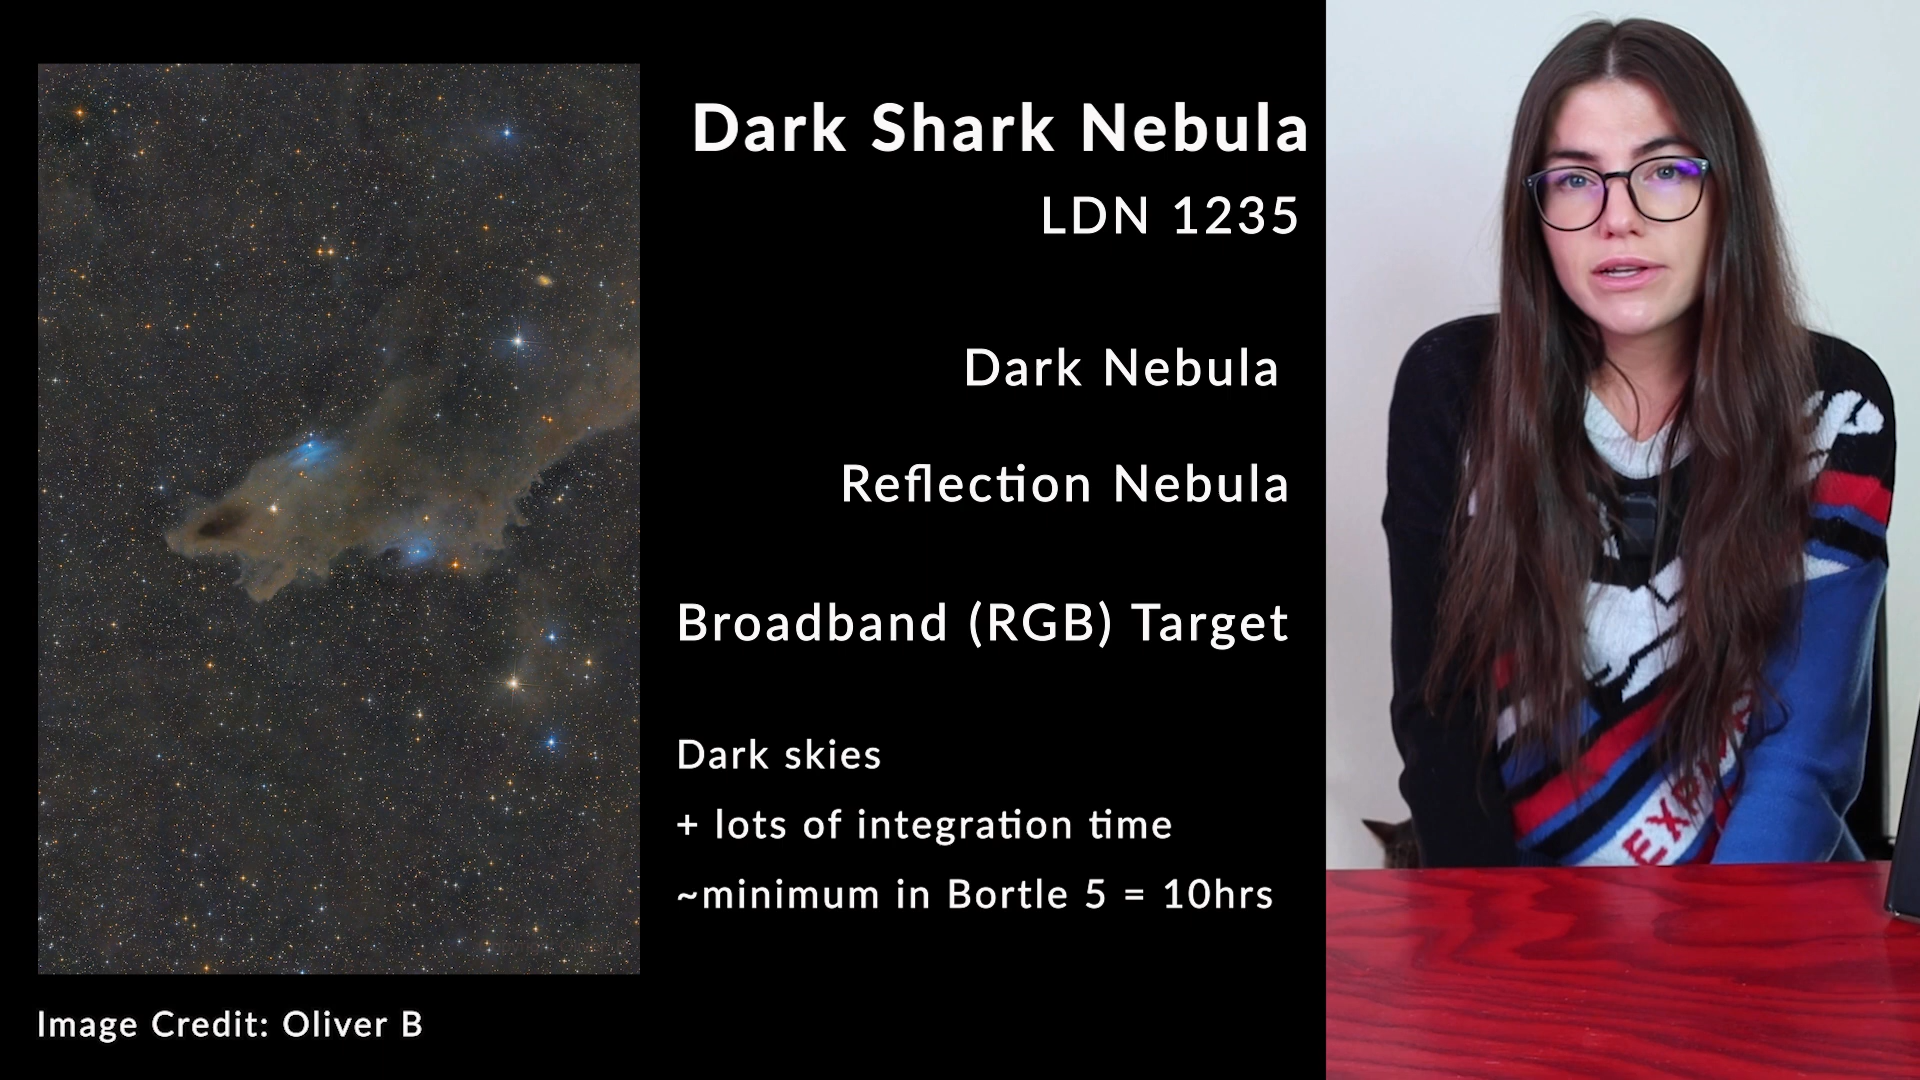 Dark Shark Nebula
LDN 1235
Dark Nebula
Reflection Nebula
Broadband (RGB) Target
Dark skies
+ lots of integration time
~minimum in Bortle 5 = 10hrs
Image Credit: Oliver B